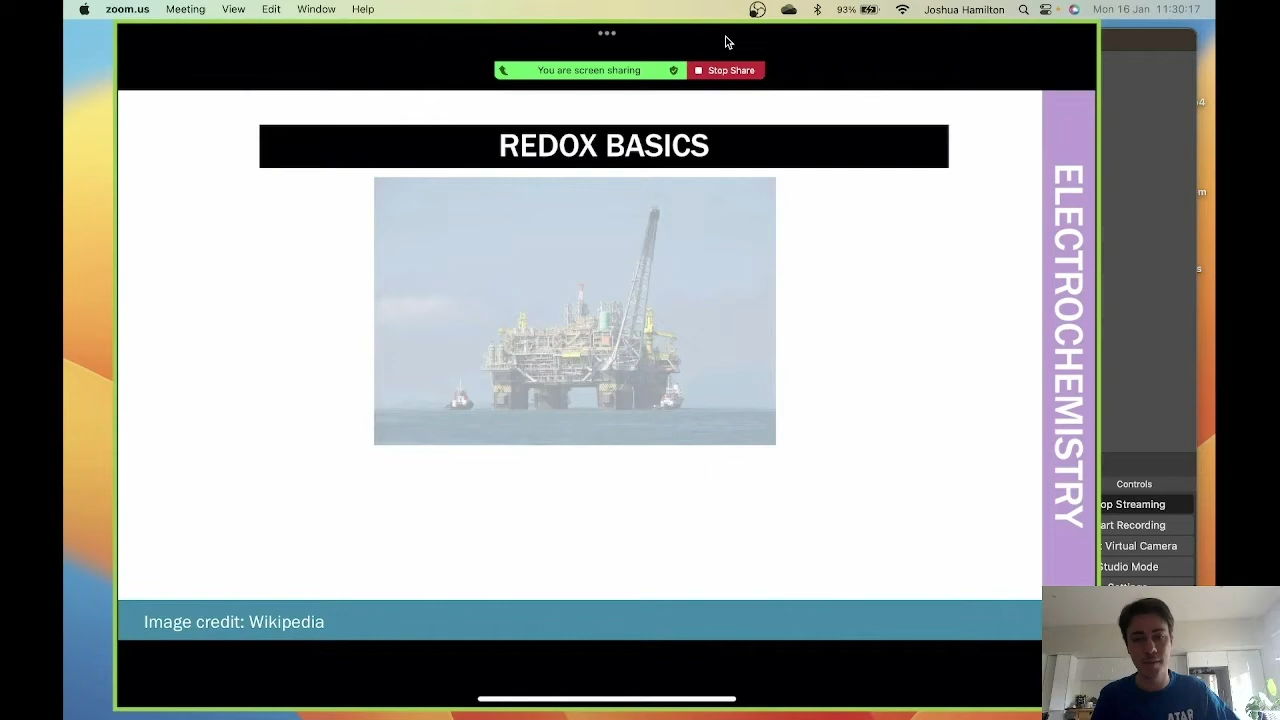 zoom.us Meeting View Edit Window Help 93% Joshua Hamilton Mon 16 Jan 11:30:17
You are screen sharing Stop Share
REDOX BASICS
ELECTROCHEMISTRY
Image credit: Wikipedia
Controls
op Streaming
art Recording
Virtual Camera
Studio Mode